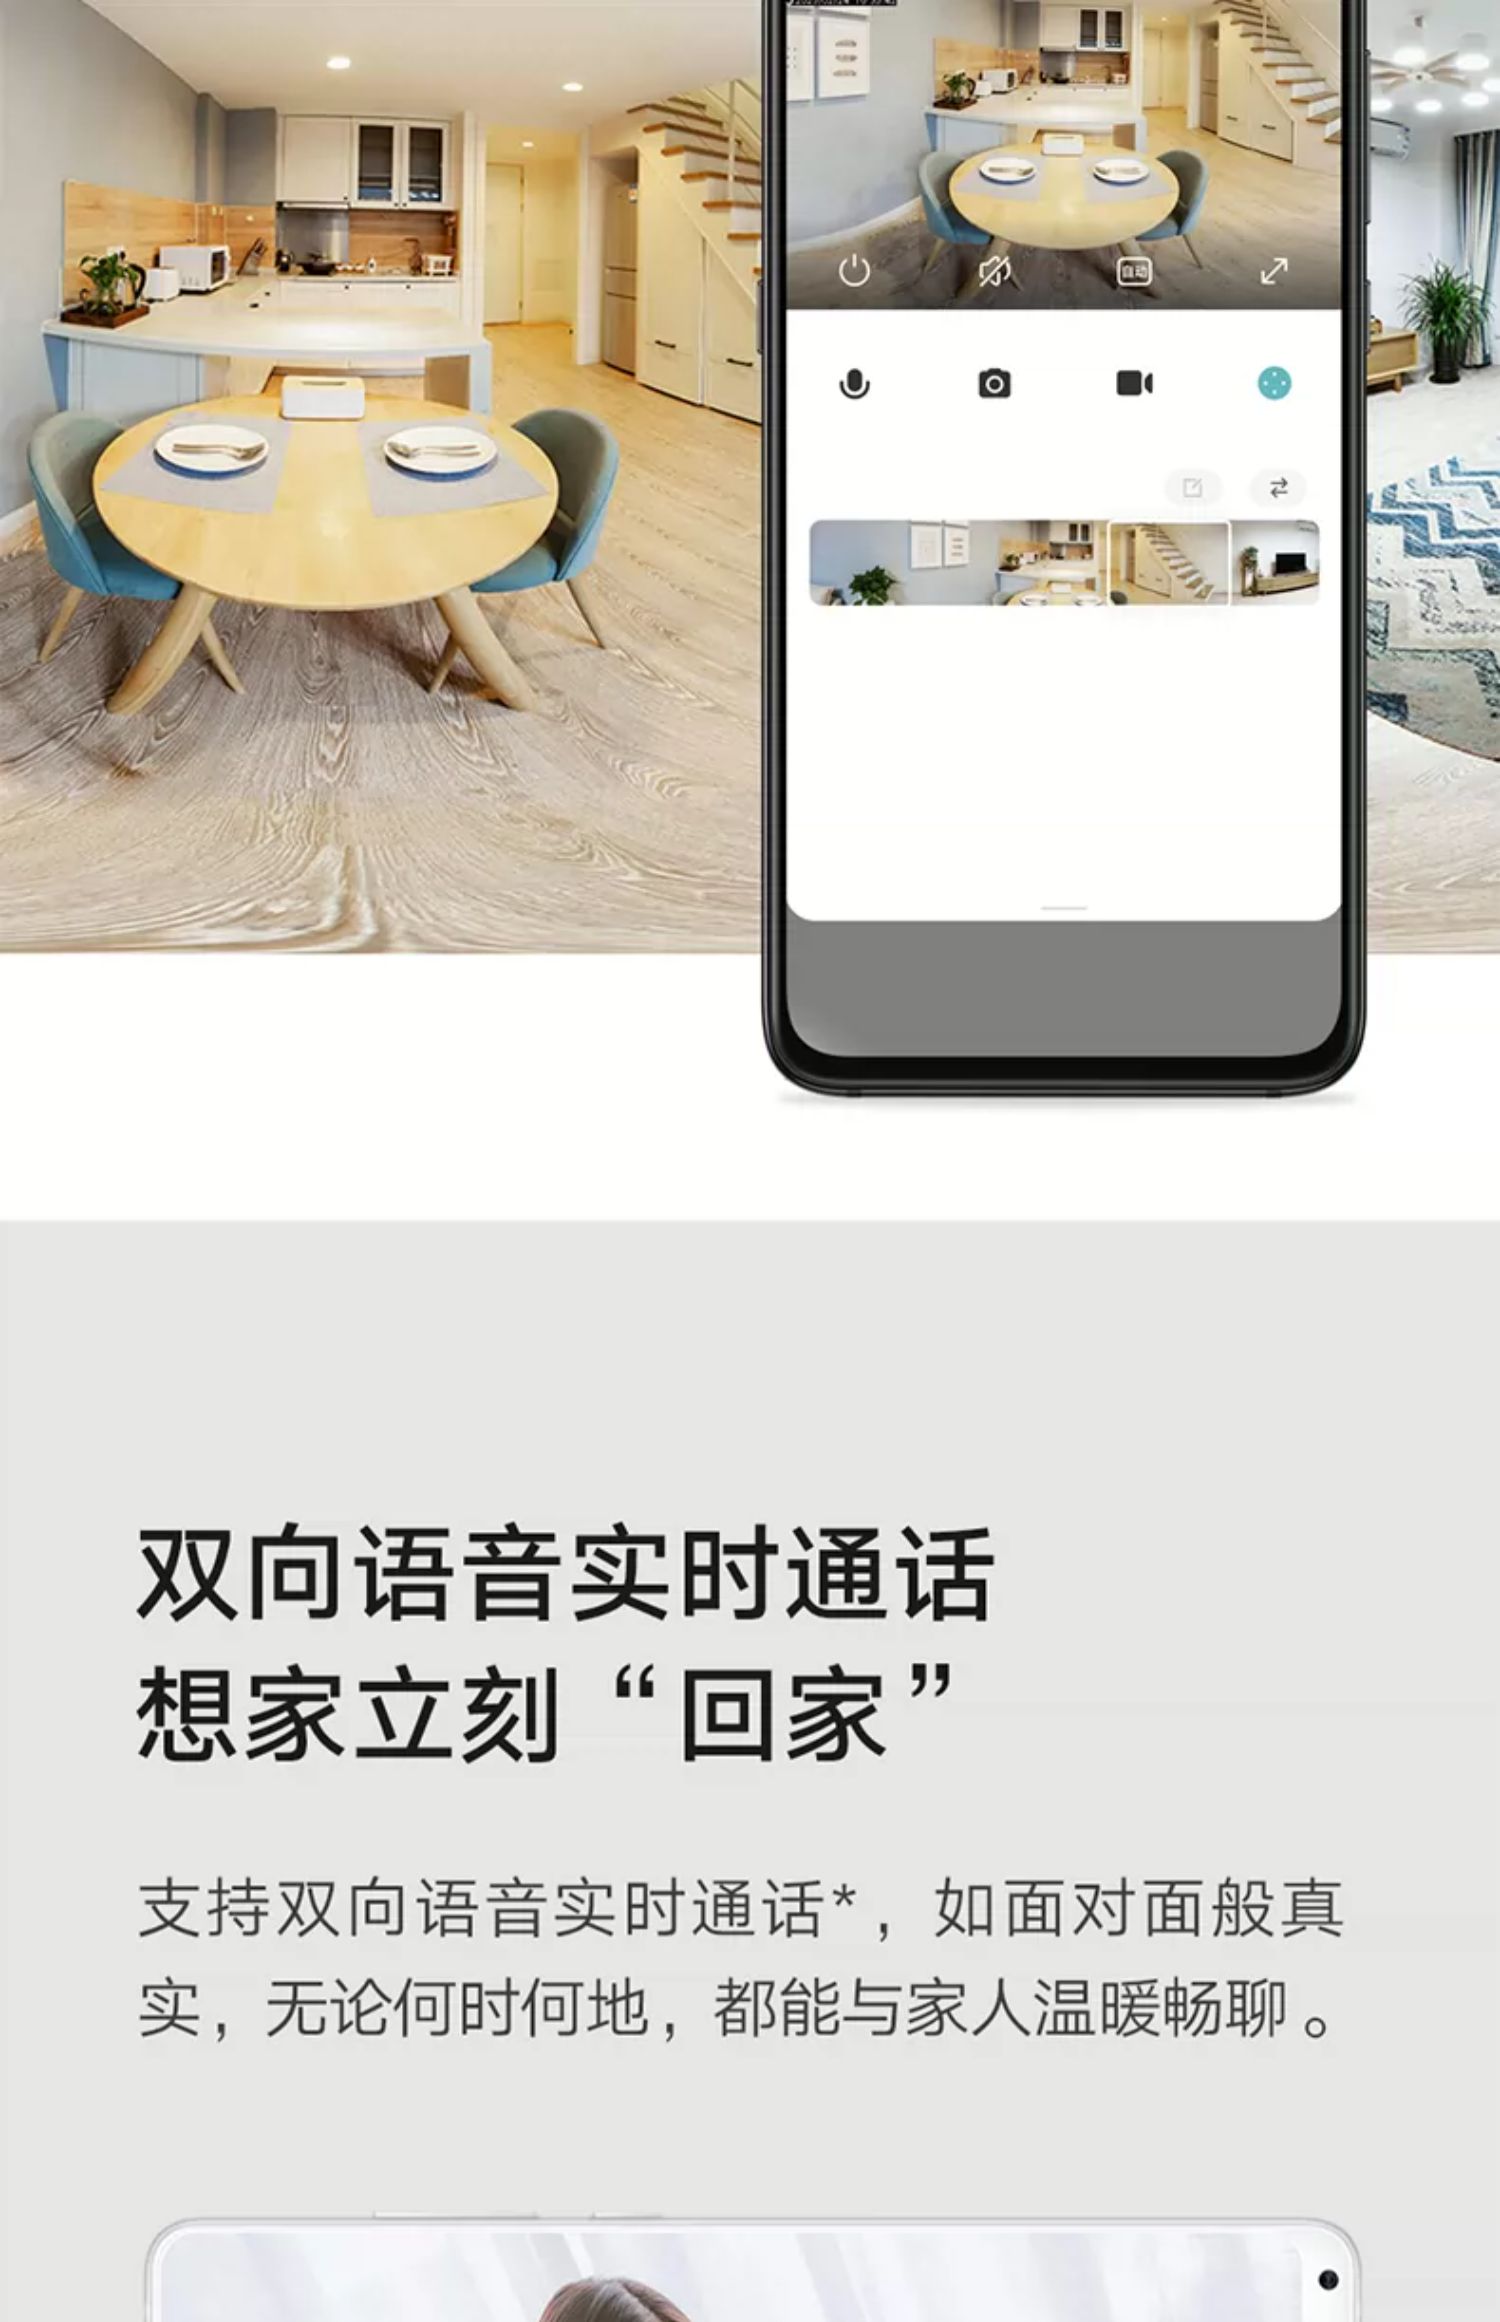 自动
双向语音实时通话
想家立刻“回家”
支持双向语音实时通话*，如面对面般真
实，无论何时何地，都能与家人温暖畅聊。